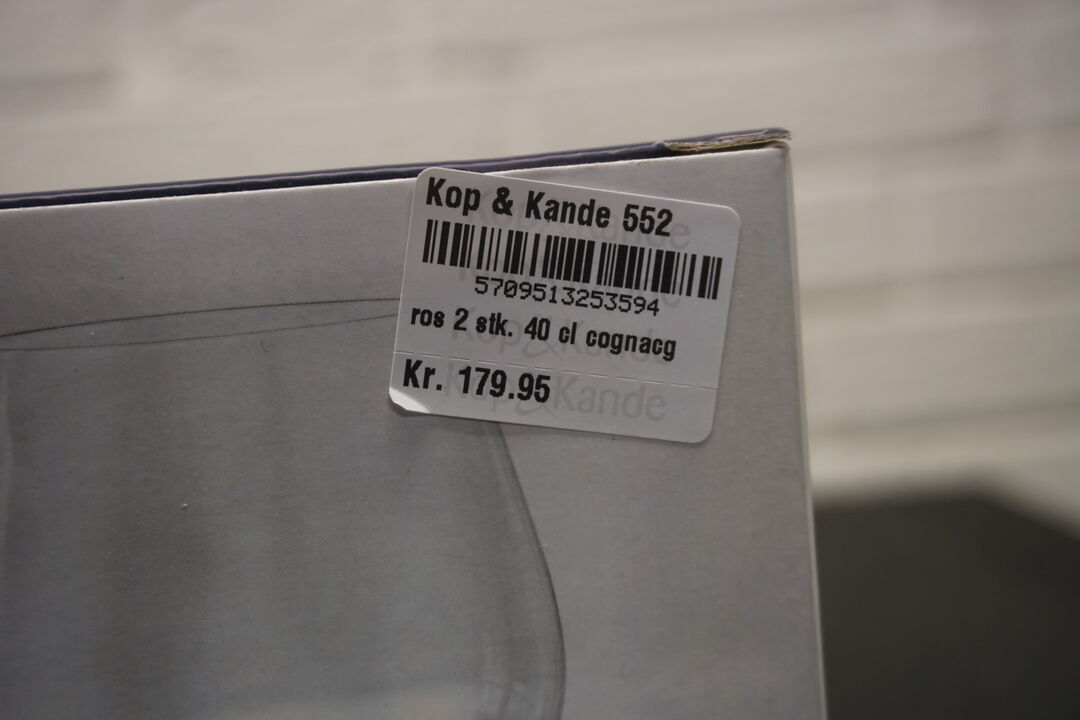 Kop & Kande 552
5709513253594
ros 2 stk. 40 cl cognacg
Kr. 179.95